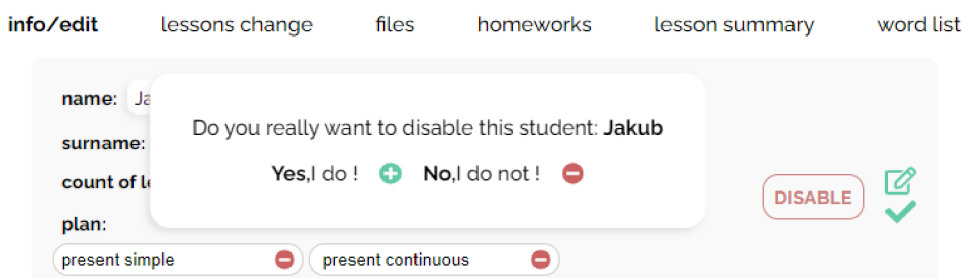 info/edit lessons change files homeworks lesson summary word list
name:
Do you really want to disable this student: Jakub
surname:
Yes,I do ! No,I do not !
count of
DISABLE
plan:
present simple present continuous